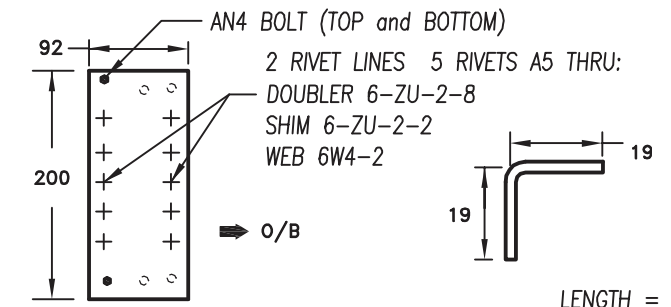 AN4 BOLT (TOP and BOTTOM)
92
2 RIVET LINES 5 RIVETS A5 THRU:
DOUBLER 6-ZU-2-8
SHIM 6-ZU-2-2
WEB 6W4-2
19
200
19
O/B
LENGTH =